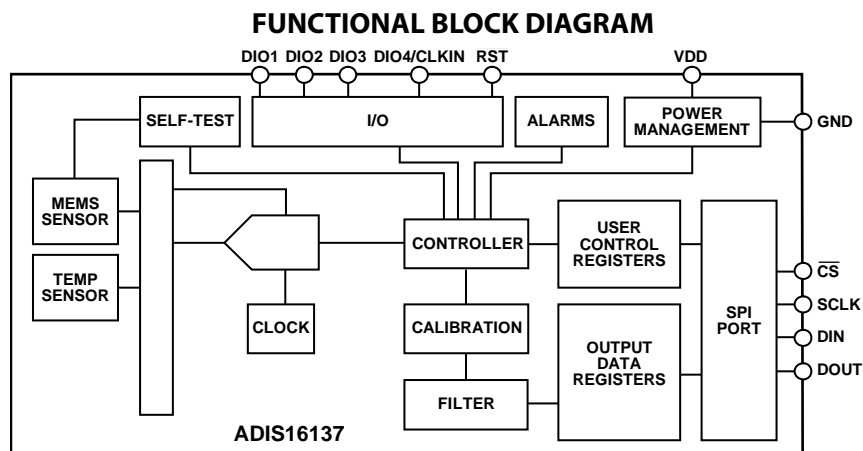 FUNCTIONAL BLOCK DIAGRAM
DIO1 DIO2 DIO3 DIO4/CLKIN RST VDD
SELF-TEST
I/O
ALARMS
POWER
MANAGEMENT
GND
MEMS
SENSOR
TEMP
SENSOR
CLOCK
CONTROLLER
USER
CONTROL
REGISTERS
CALIBRATION
FILTER
OUTPUT
DATA
REGISTERS
SPI
PORT
CS
SCLK
DIN
DOUT
ADIS16137